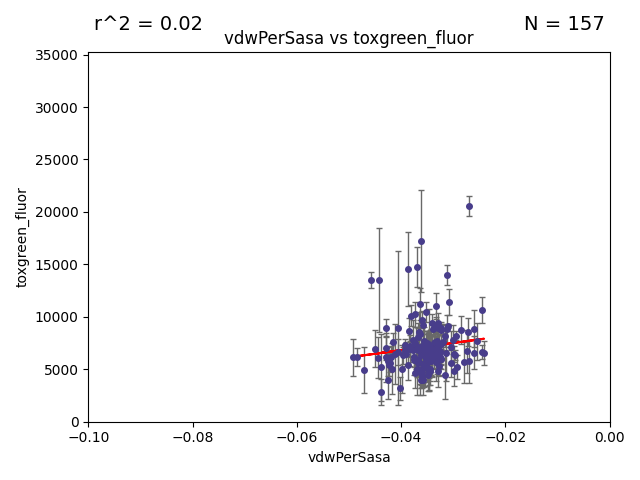 r^2 = 0.02
N = 157
vdwPerSasa vs toxgreen_fluor
35000
30000
25000
20000
15000
10000
5000
0
toxgreen_fluor
−0.10
−0.08
−0.06
−0.04
−0.02
0.00
vdwPerSasa